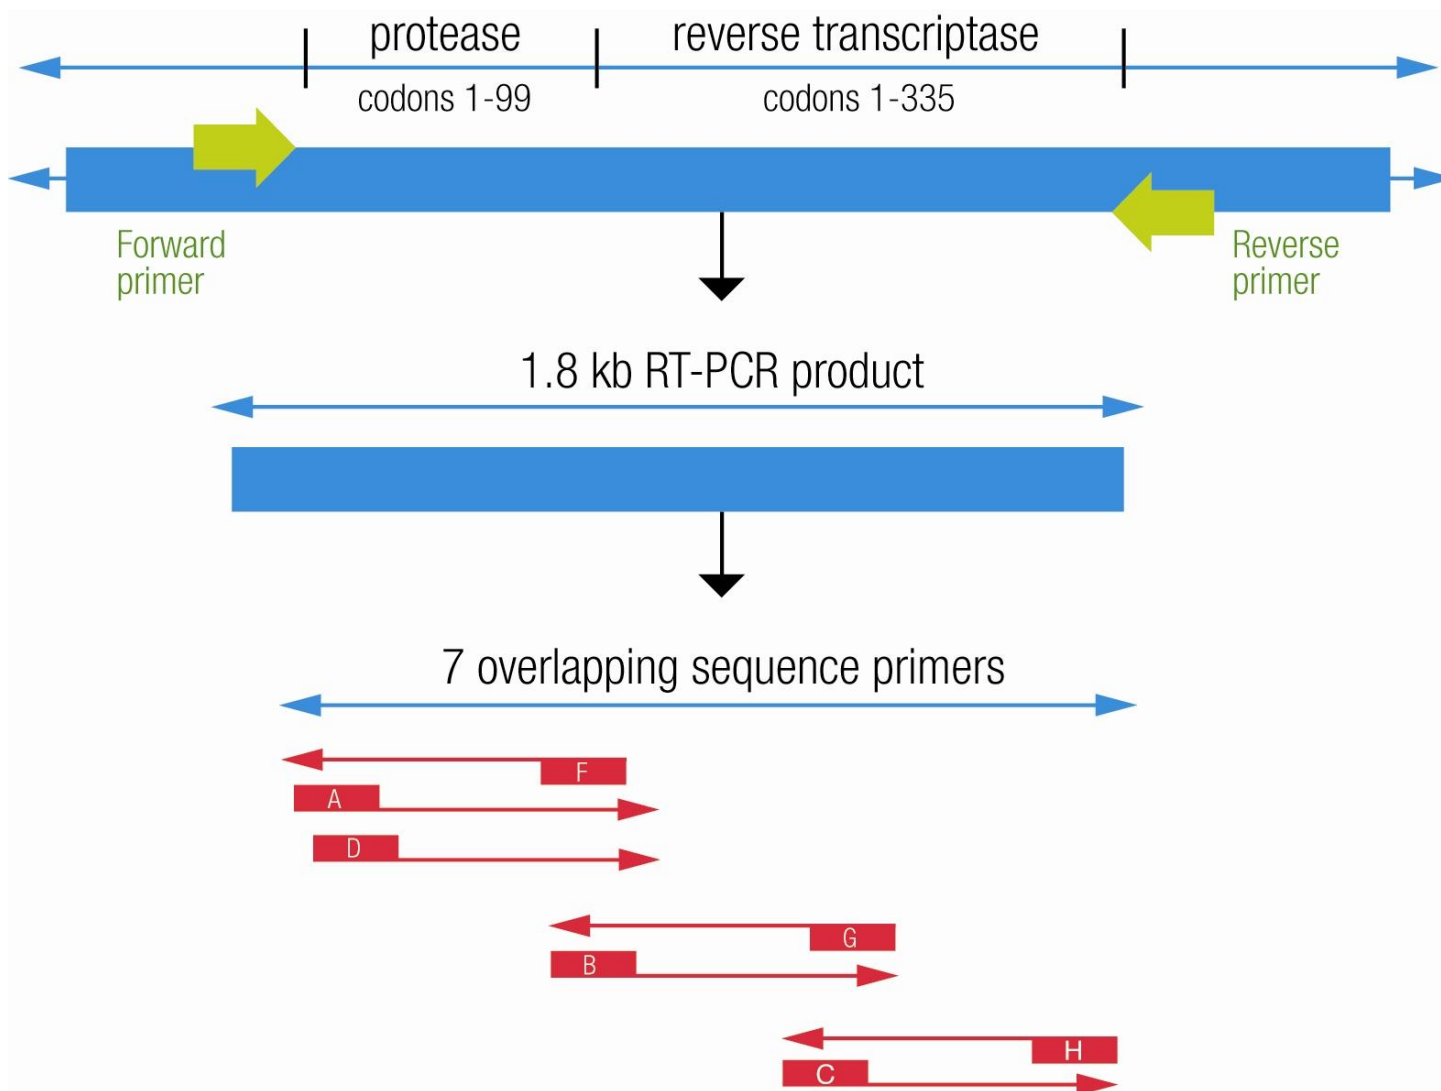 protease
reverse transcriptase
codons 1-99
codons 1-335
Forward
primer
Reverse
primer
1.8 kb RT-PCR product
7 overlapping sequence primers
F
A
D
G
B
H
C